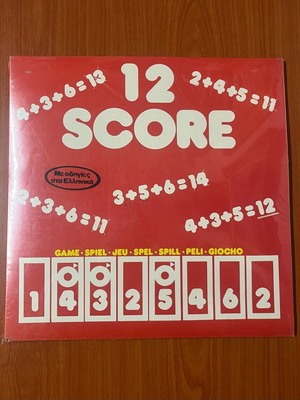 12
4+3+6=13
2+4+5=11
SCORE
Με οδηγίες
στα Ελληνικά
3+5+6=14
2+3+6=11
4+3+5=12
GAME · SPIEL · JEU · SPEL · SPILL · PELI · GIOCHO
1 4 3 2 5 4 6 2